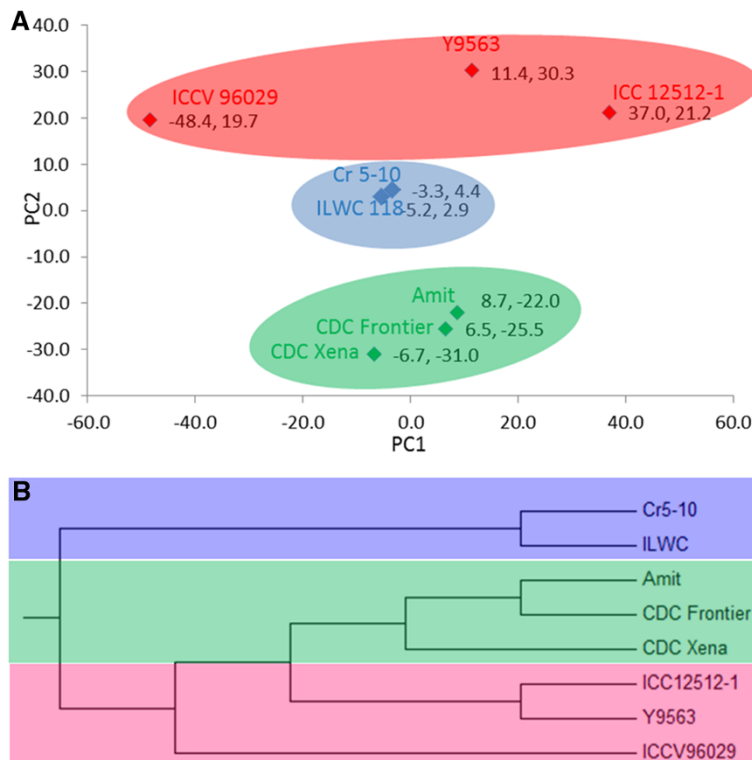 A
40.0
30.0
20.0
10.0
0.0
-10.0
-20.0
-30.0
-40.0
PC2
Y9563
11.4, 30.3
ICCV 96029
-48.4, 19.7
ICC 12512-1
37.0, 21.2
Cr 5-10
-3.3, 4.4
ILWC 118
-5.2, 2.9
Amit
8.7, -22.0
CDC Frontier
6.5, -25.5
CDC Xena
-6.7, -31.0
-60.0 -40.0 -20.0 0.0 20.0 40.0 60.0
PC1
B
Cr5-10
ILWC
Amit
CDC Frontier
CDC Xena
ICC12512-1
Y9563
ICCV96029